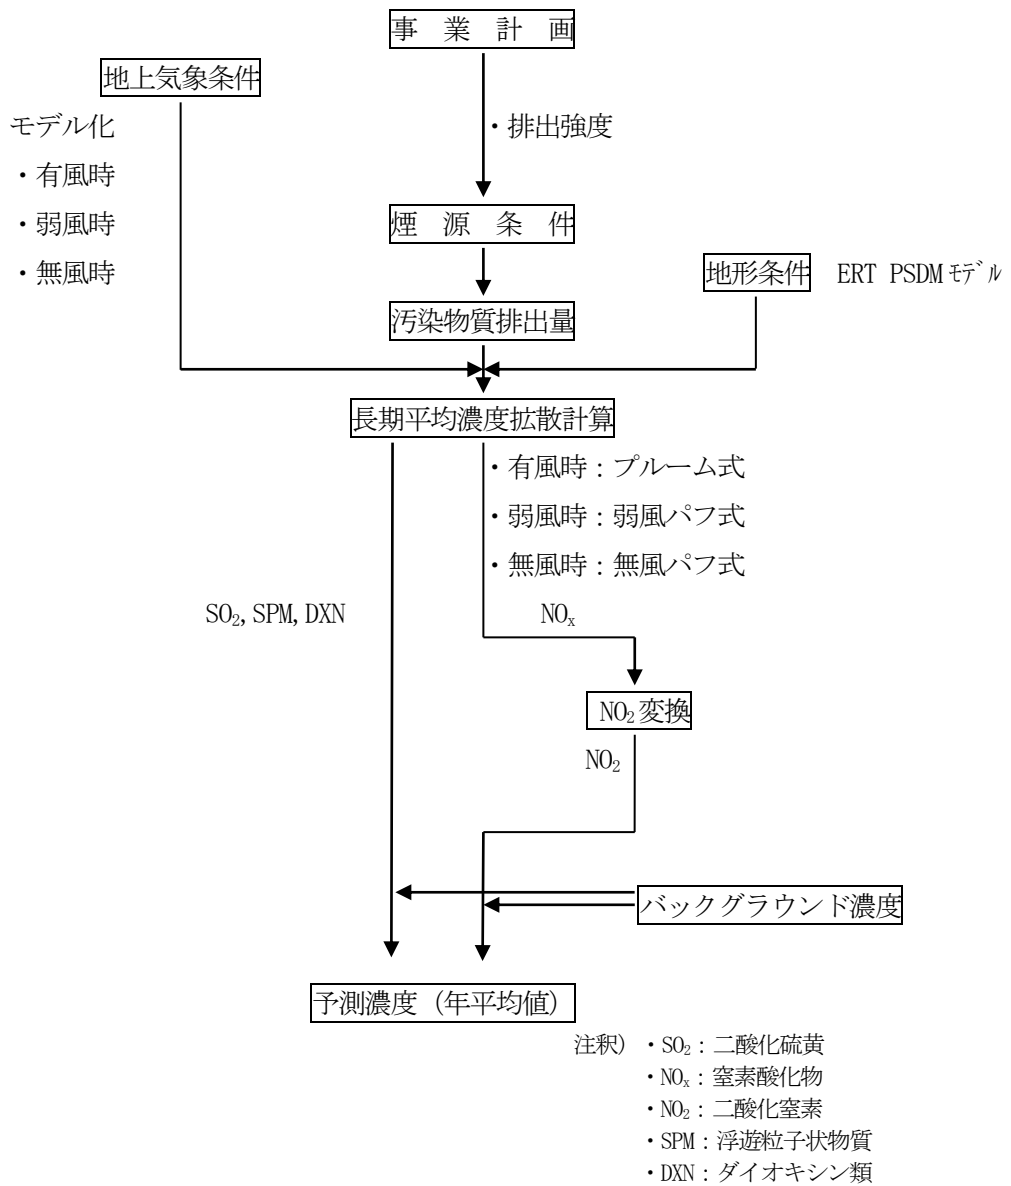 事　業　計　画
地上気象条件
モデル化
・排出強度
・有風時
・弱風時
・無風時
煙　源　条　件
地形条件　ERT PSDMﾓﾃﾞﾙ
汚染物質排出量
長期平均濃度拡散計算
・有風時：プルーム式
・弱風時：弱風パフ式
・無風時：無風パフ式
SO₂,SPM,DXN
NOₓ
NO₂変換
NO₂
バックグラウンド濃度
予測濃度（年平均値）
注釈）・SO₂：二酸化硫黄
・NOₓ：窒素酸化物
・NO₂：二酸化窒素
・SPM：浮遊粒子状物質
・DXN：ダイオキシン類